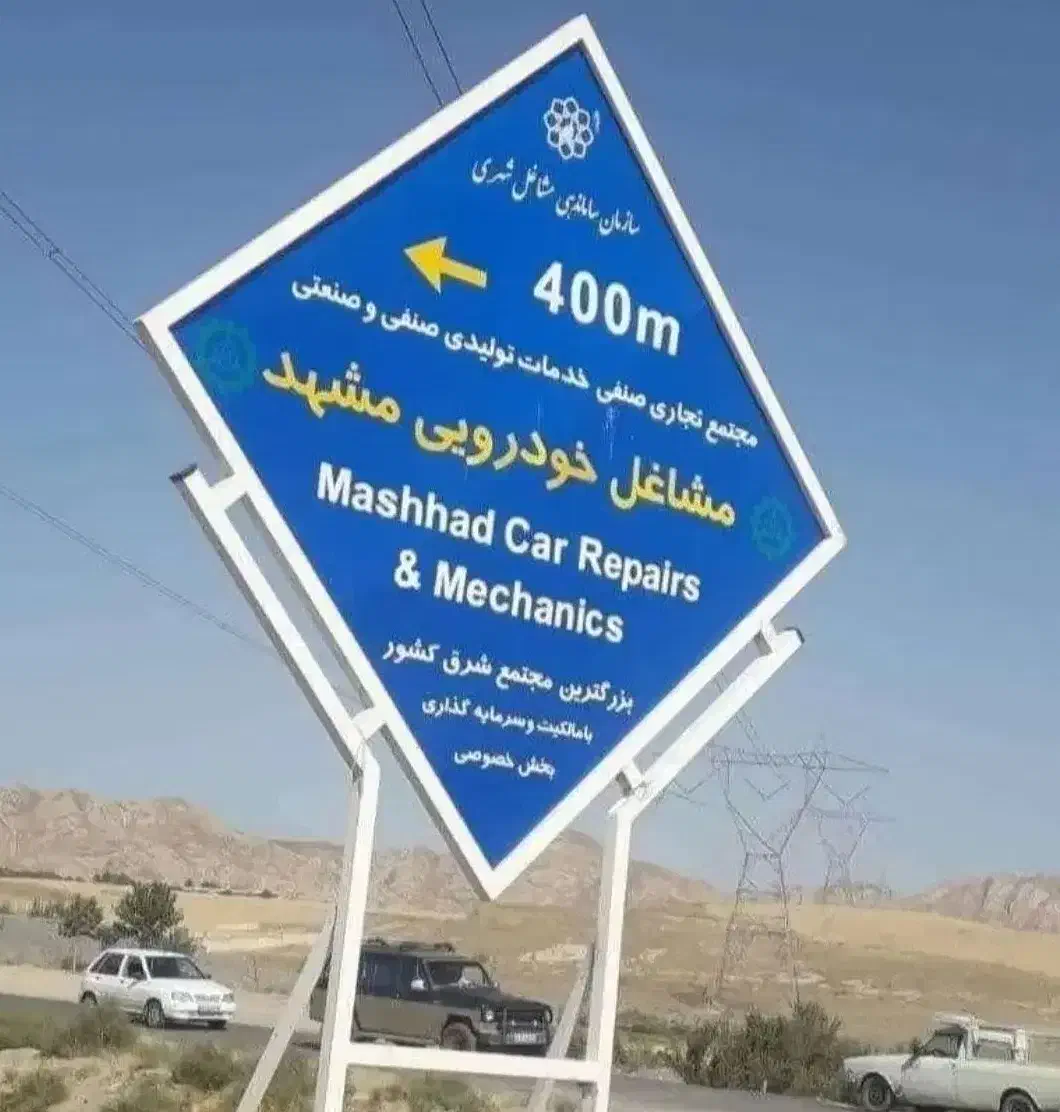 سازمان ساماندهی مشاغل شهری
400m
مجتمع تجاری صنفی خدمات تولیدی صنفی و صنعتی
مشاغل خودرویی مشهد
Mashhad Car Repairs
& Mechanics
بزرگترین مجتمع شرق کشور
بامالکیت و سرمایه گذاری
بخش خصوصی